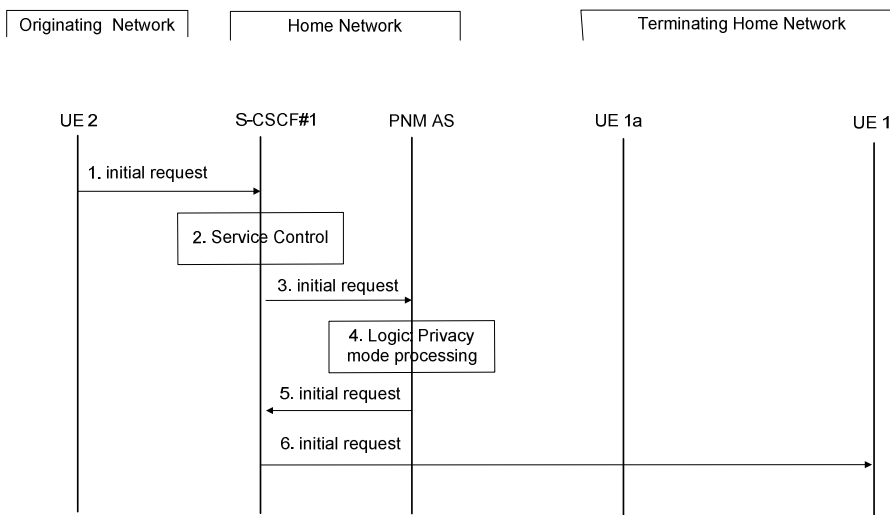 Originating Network
Home Network
Terminating Home Network
UE 2
S-CSCF#1
PNM AS
UE 1a
UE 1
1. initial request
2. Service Control
3. initial request
4. Logic: Privacy
mode processing
5. initial request
6. initial request